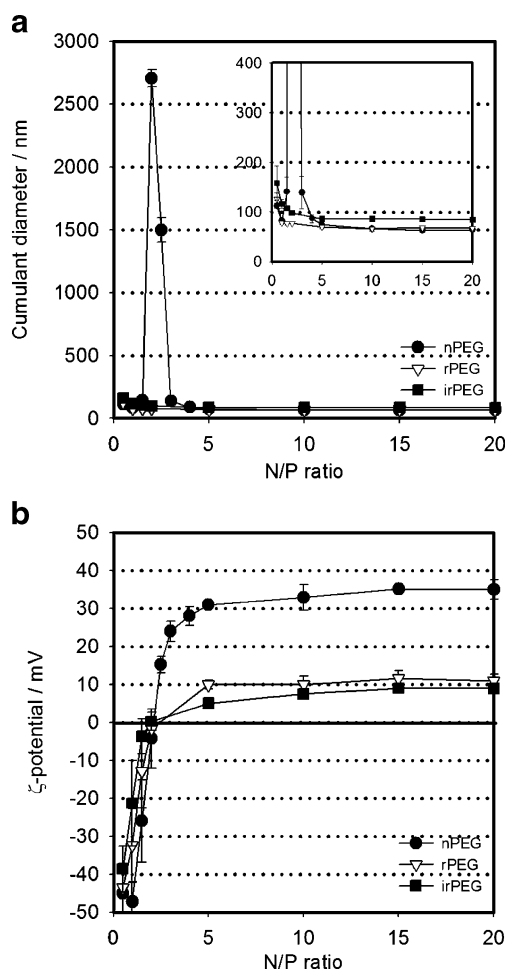 a
3000
2500
2000
1500
1000
500
0
Cumulant diameter / nm
400
300
200
100
0
0 5 10 15 20
nPEG
rPEG
irPEG
0 5 10 15 20
N/P ratio
b
50
40
30
20
10
0
-10
-20
-30
-40
-50
ζ-potential / mV
nPEG
rPEG
irPEG
0 5 10 15 20
N/P ratio